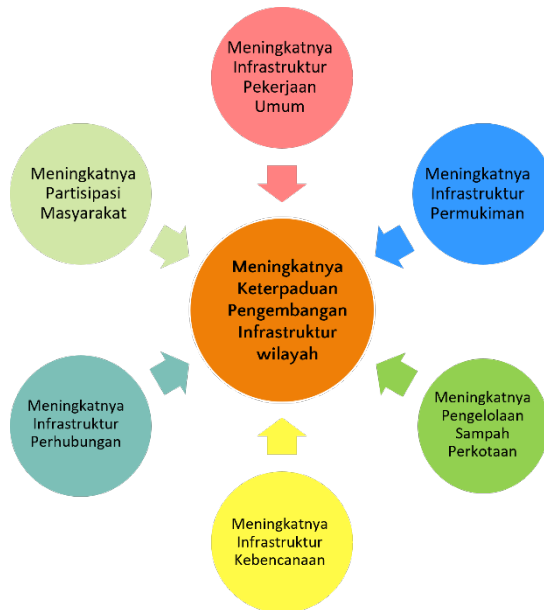 Meningkatnya
Infrastruktur
Pekerjaan
Umum
Meningkatnya
Partisipasi
Masyarakat
Meningkatnya
Infrastruktur
Permukiman
Meningkatnya
Keterpaduan
Pengembangan
Infrastruktur
wilayah
Meningkatnya
Infrastruktur
Perhubungan
Meningkatnya
Pengelolaan
Sampah
Perkotaan
Meningkatnya
Infrastruktur
Kebencanaan